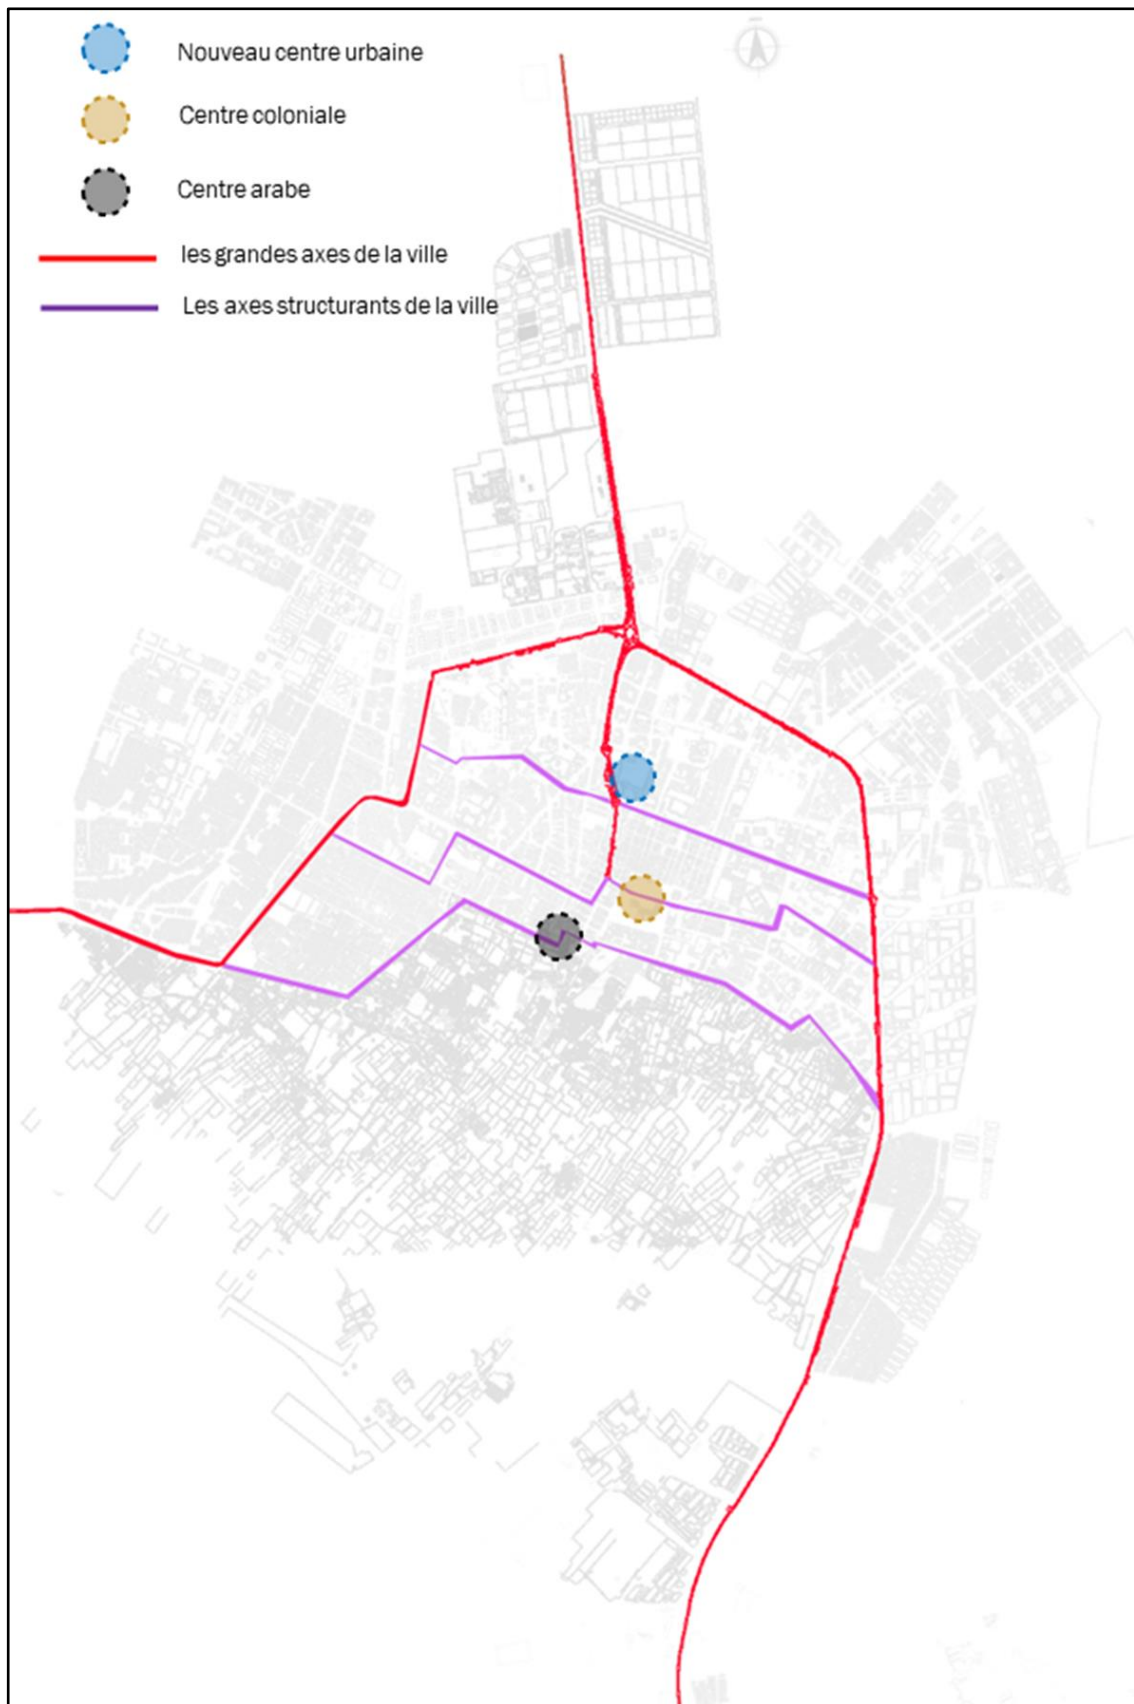 Nouveau centre urbaine
Centre coloniale
Centre arabe
les grandes axes de la ville
Les axes structurants de la ville